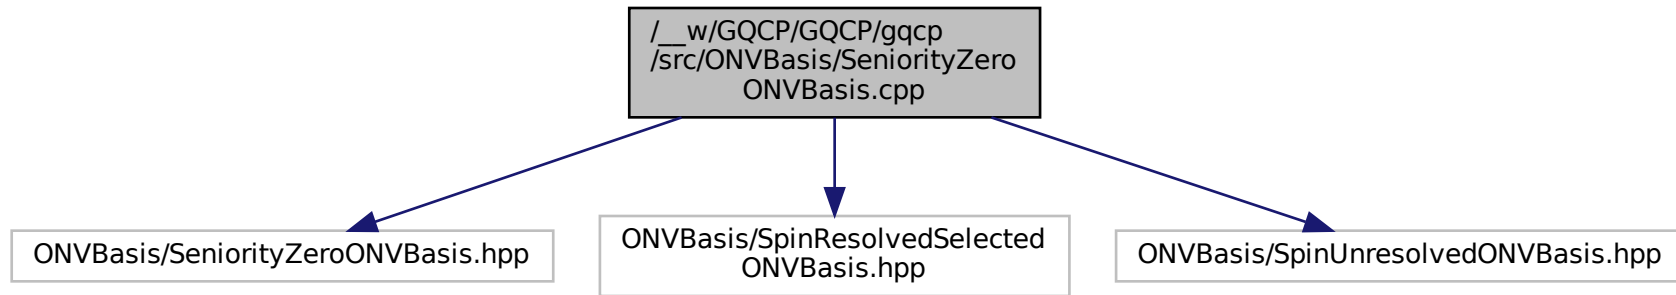 /__w/GQCP/GQCP/gqcp
/src/ONVBasis/SeniorityZero
ONVBasis.cpp
ONVBasis/SeniorityZeroONVBasis.hpp
ONVBasis/SpinResolvedSelected
ONVBasis.hpp
ONVBasis/SpinUnresolvedONVBasis.hpp